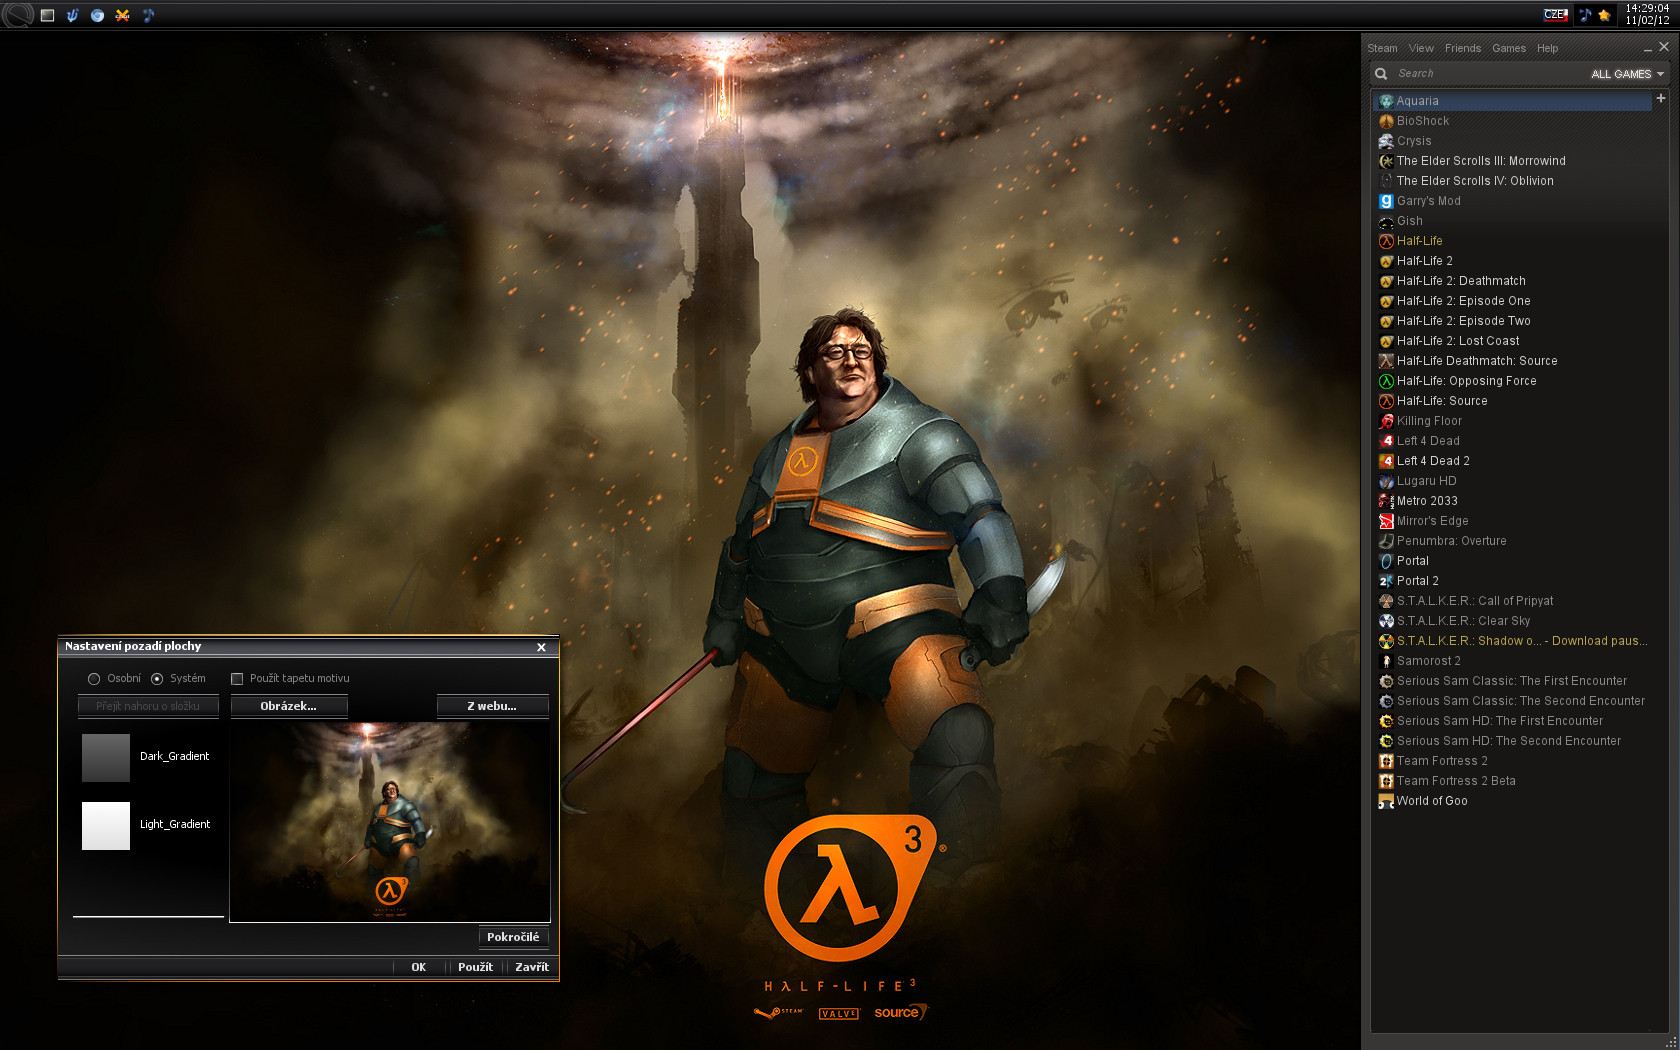 CZE
14:29:04
11/02/12
Steam View Friends Games Help
Search
ALL GAMES
Aquaria
BioShock
Crysis
The Elder Scrolls III: Morrowind
The Elder Scrolls IV: Oblivion
Garry's Mod
Gish
Half-Life
Half-Life 2
Half-Life 2: Deathmatch
Half-Life 2: Episode One
Half-Life 2: Episode Two
Half-Life 2: Lost Coast
Half-Life Deathmatch: Source
Half-Life: Opposing Force
Half-Life: Source
Killing Floor
Left 4 Dead
Left 4 Dead 2
Lugaru HD
Metro 2033
Mirror's Edge
Penumbra: Overture
Portal
Portal 2
S.T.A.L.K.E.R.: Call of Pripyat
S.T.A.L.K.E.R.: Clear Sky
S.T.A.L.K.E.R.: Shadow o... - Download paus...
Samorost 2
Serious Sam Classic: The First Encounter
Serious Sam Classic: The Second Encounter
Serious Sam HD: The First Encounter
Serious Sam HD: The Second Encounter
Team Fortress 2
Team Fortress 2 Beta
World of Goo
Nastavení pozadí plochy
Osobní Systém Použít tapetu motivu
Přejít nahoru o složku Obrázek... Z webu...
Dark_Gradient
Light_Gradient
Pokročilé
OK Použít Zavřít
λ 3 ®
HλLF-LIFE 3
STEAM VALVE source